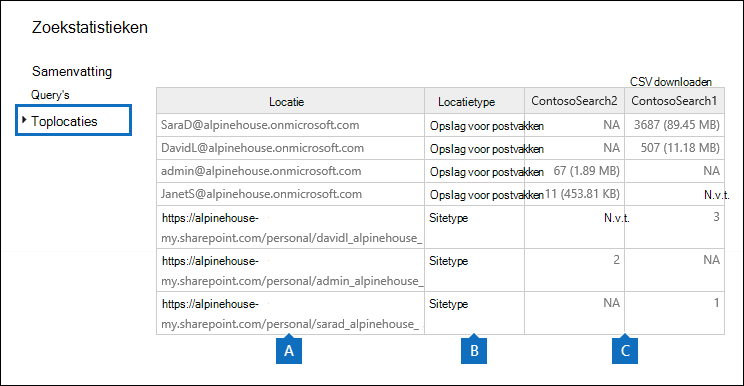 Zoekstatistieken
Samenvatting
Query's
Toplocaties
CSV downloaden
Locatie Locatietype ContosoSearch2 ContosoSearch1
SaraD@alpinehouse.onmicrosoft.com Opslag voor postvakken NA 3687 (89.45 MB)
DavidL@alpinehouse.onmicrosoft.com Opslag voor postvakken NA 507 (11.18 MB)
admin@alpinehouse.onmicrosoft.com Opslag voor postvakken 67 (1.89 MB) NA
JanetS@alpinehouse.onmicrosoft.com Opslag voor postvakken 11 (453.81 KB) N.v.t.
https://alpinehouse- Sitetype N.v.t. 3
my.sharepoint.com/personal/davidl_alpinehouse_
https://alpinehouse- Sitetype 2 NA
my.sharepoint.com/personal/admin_alpinehouse_
https://alpinehouse- Sitetype NA 1
my.sharepoint.com/personal/sarad_alpinehouse_
A B C